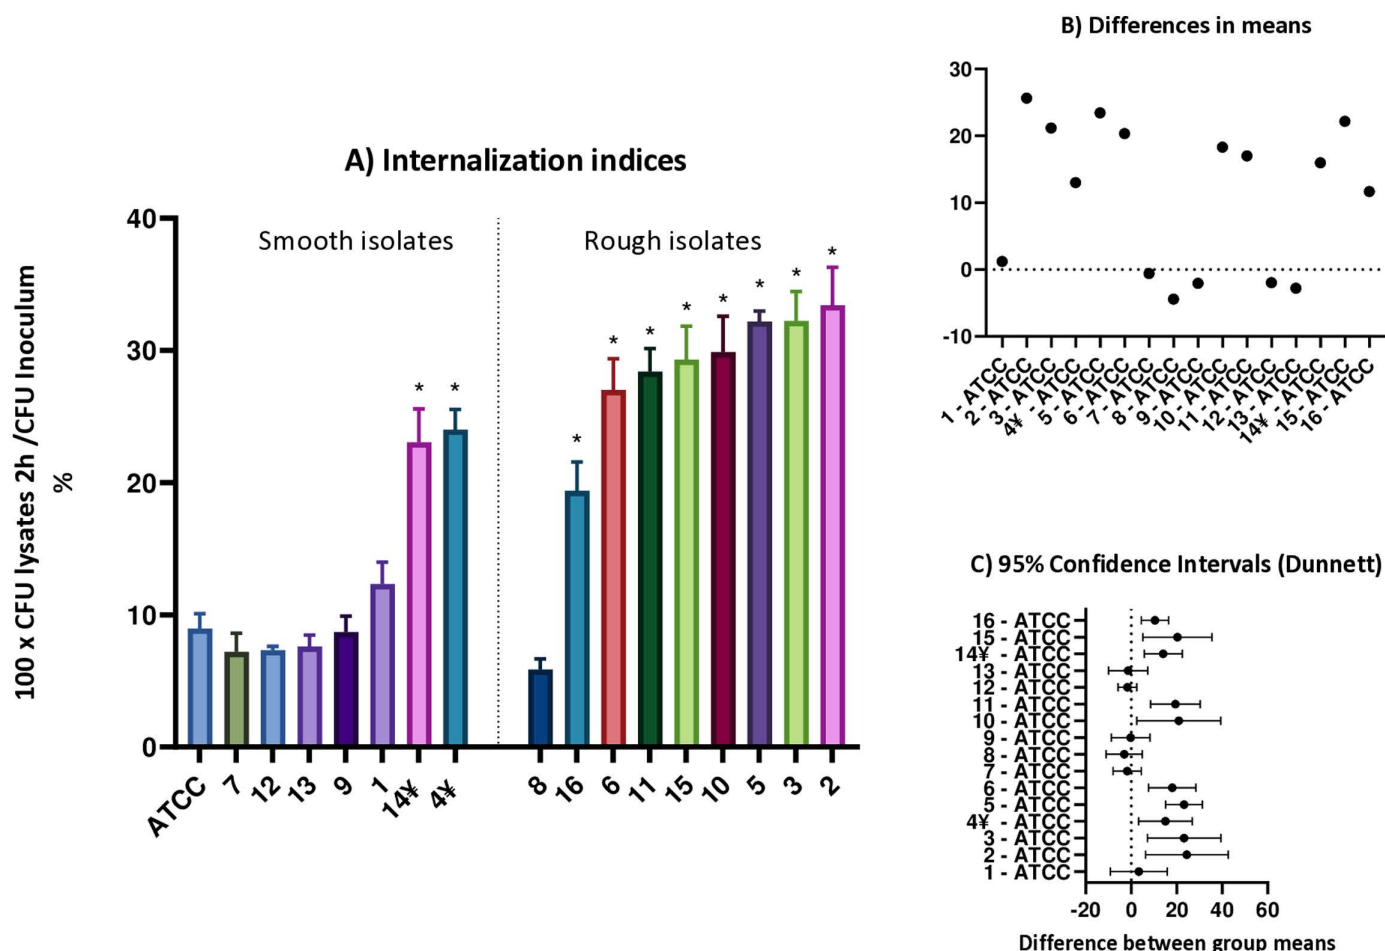 A) Internalization indices
Smooth isolates
Rough isolates
100 x CFU lysates 2h /CFU Inoculum
%
40
30
20
10
0
* * * * * * * * * *
ATCC 7 12 13 9 1 14¥ 4¥ 8 16 6 11 15 10 5 3 2
B) Differences in means
30
20
10
0
-10
1 - ATCC
2 - ATCC
3 - ATCC
4¥ - ATCC
5 - ATCC
6 - ATCC
7 - ATCC
8 - ATCC
9 - ATCC
10 - ATCC
11 - ATCC
12 - ATCC
13 - ATCC
14¥ - ATCC
15 - ATCC
16 - ATCC
C) 95% Confidence Intervals (Dunnett)
16 - ATCC
15 - ATCC
14¥ - ATCC
13 - ATCC
12 - ATCC
11 - ATCC
10 - ATCC
9 - ATCC
8 - ATCC
7 - ATCC
6 - ATCC
5 - ATCC
4¥ - ATCC
3 - ATCC
2 - ATCC
1 - ATCC
-20 0 20 40 60
Difference between group means